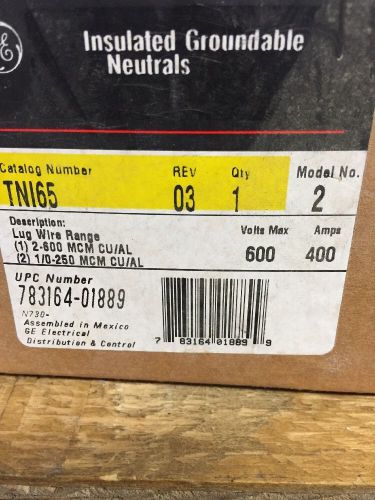 Insulated Groundable
Neutrals
Catalog Number REV Qty Model No.
TNI65 03 1 2
Description: Volts Max Amps
Lug Wire Range
(1) 2-600 MCM CU/AL 600 400
(2) 1/0-250 MCM CU/AL
UPC Number
783164-01889
N730-
Assembled in Mexico
GE Electrical
Distribution & Control
7 83164 01889 9